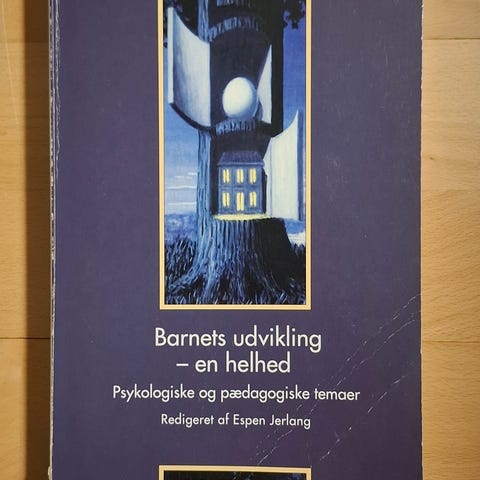 Barnets udvikling
– en helhed
Psykologiske og pædagogiske temaer
Redigeret af Espen Jerlang